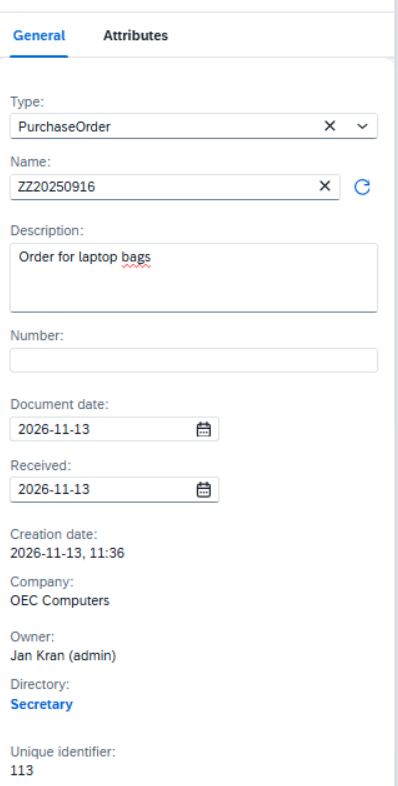 General Attributes
Type:
PurchaseOrder
Name:
ZZ20250916
Description:
Order for laptop bags
Number:
Document date:
2026-11-13
Received:
2026-11-13
Creation date:
2026-11-13, 11:36
Company:
OEC Computers
Owner:
Jan Kran (admin)
Directory:
Secretary
Unique identifier:
113